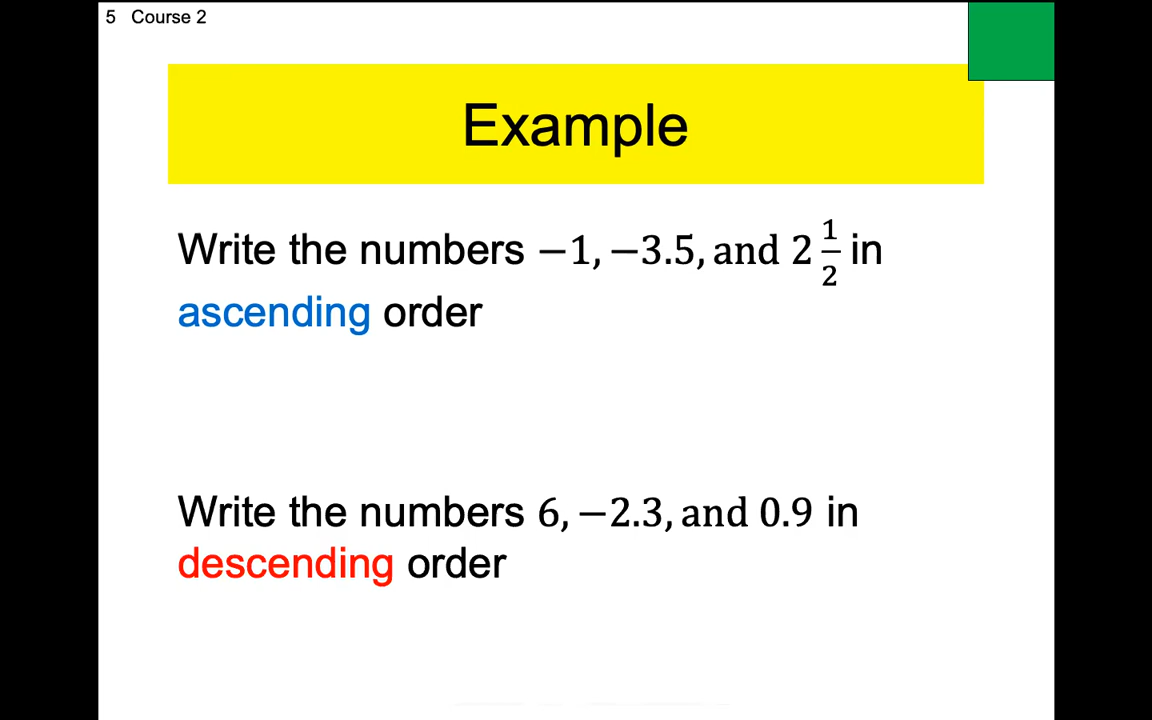 5 Course 2
Example
Write the numbers −1, −3.5, and 2 1/2 in
ascending order
Write the numbers 6, −2.3, and 0.9 in
descending order